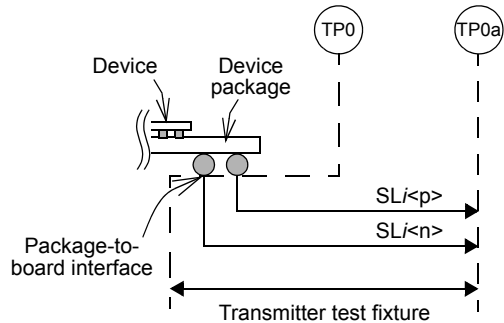 TP0
TP0a
Device
Device
package
SLi<p>
SLi<n>
Package-to-
board interface
Transmitter test fixture